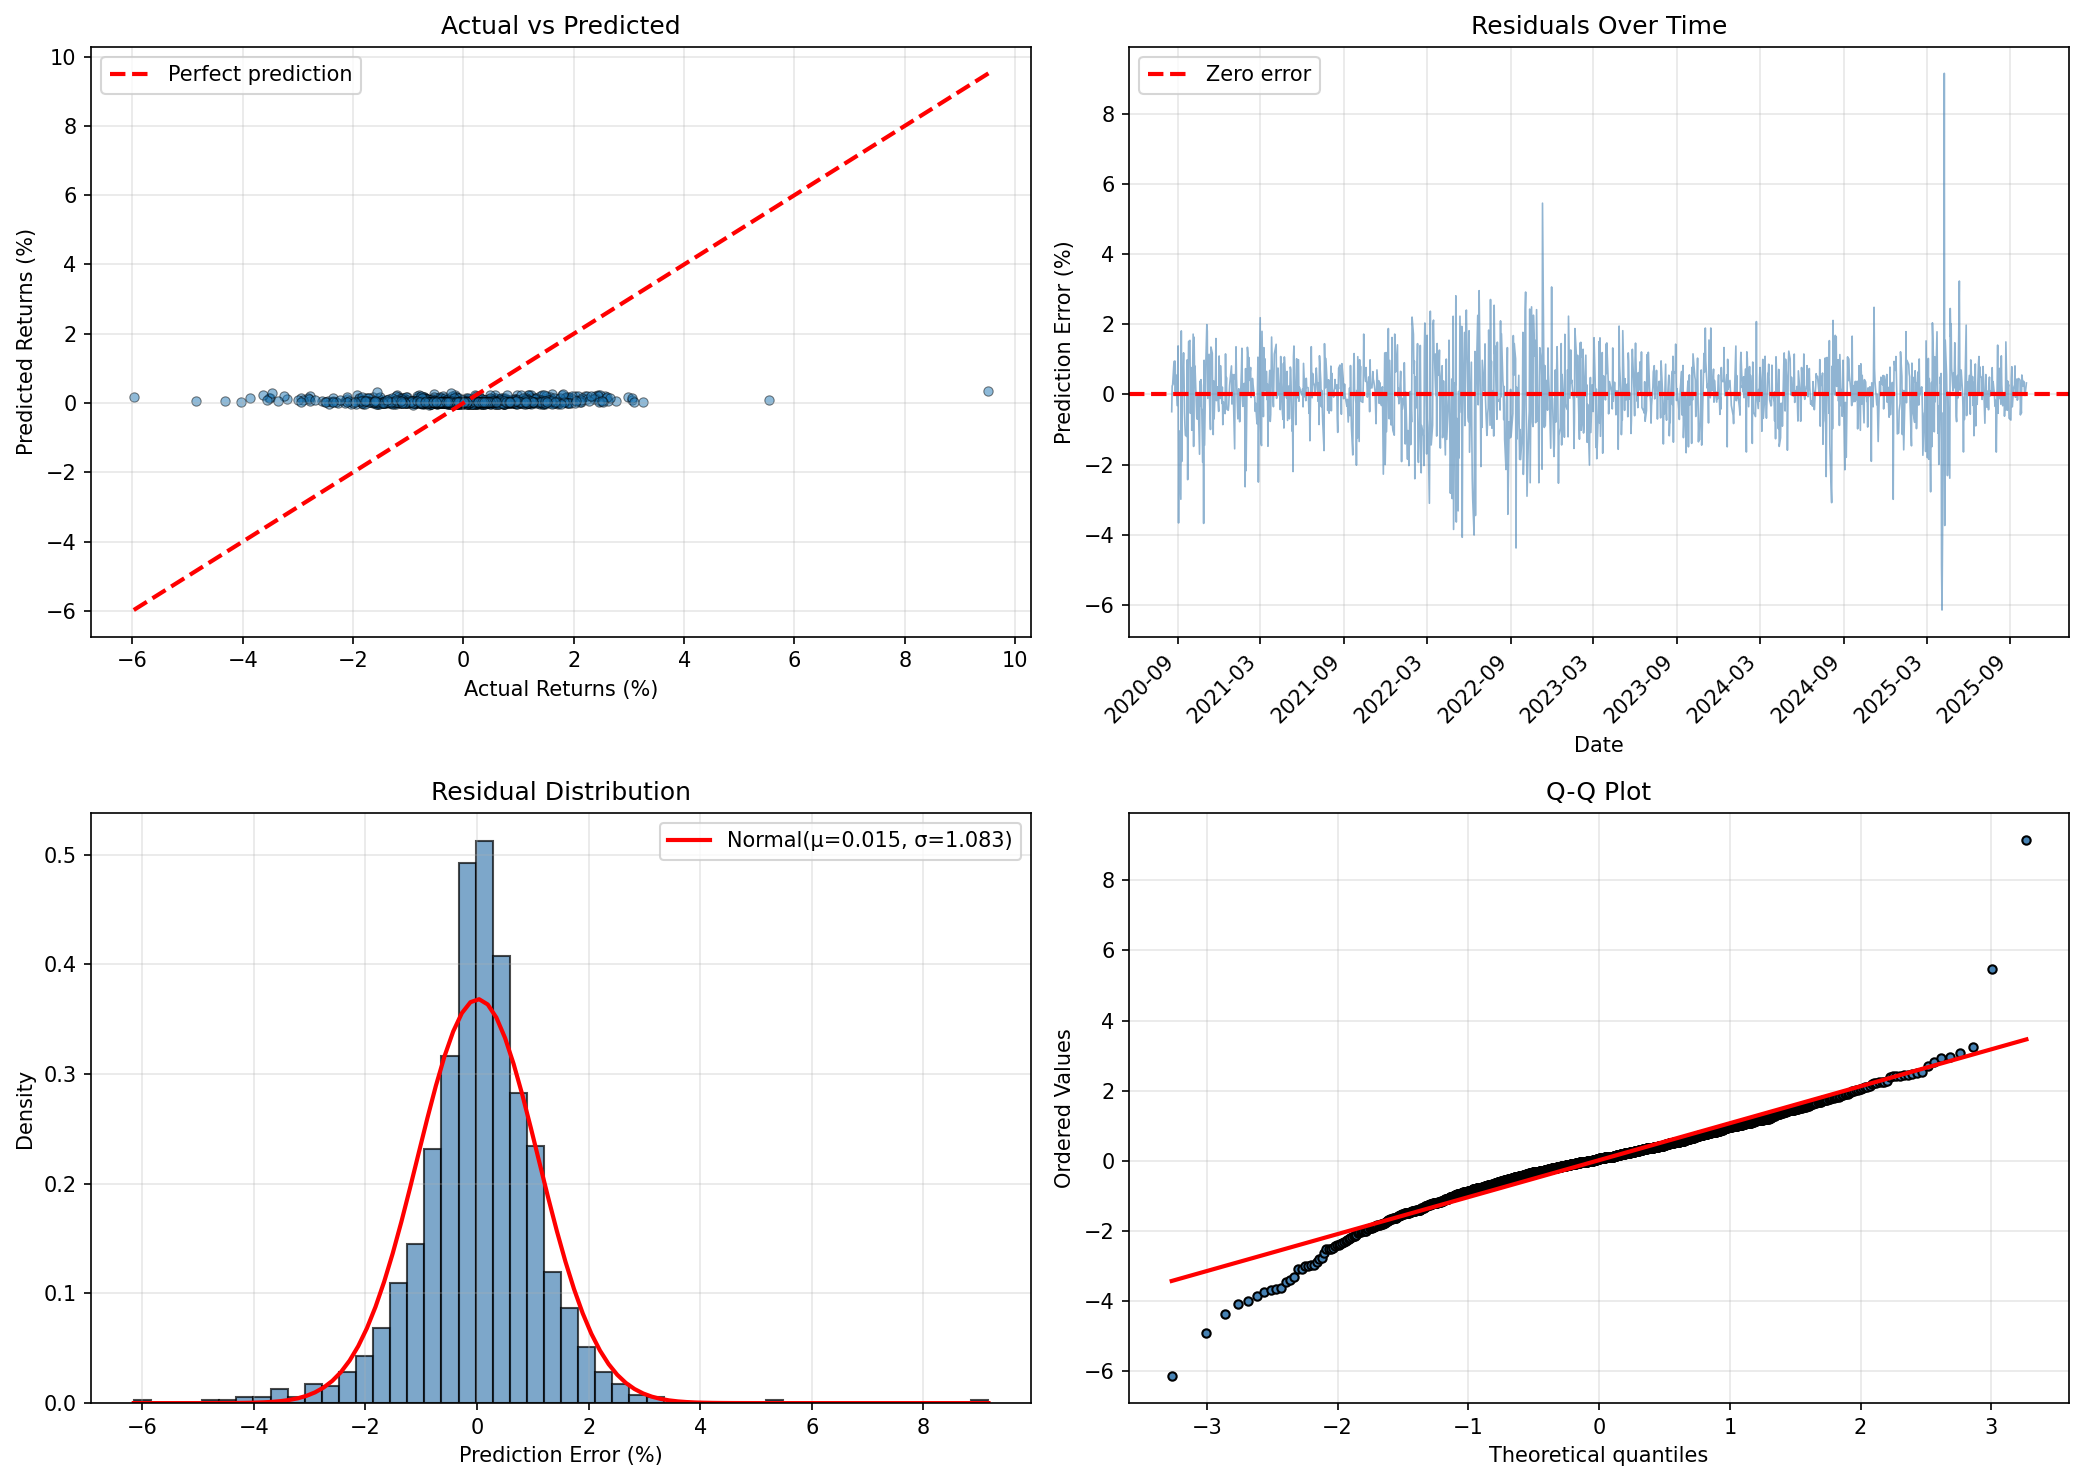 Actual vs Predicted
Perfect prediction
10
8
6
4
2
0
−2
−4
−6
Predicted Returns (%)
−6 −4 −2 0 2 4 6 8 10
Actual Returns (%)
Residuals Over Time
Zero error
8
6
4
2
0
−2
−4
−6
Prediction Error (%)
2020-09 2021-03 2021-09 2022-03 2022-09 2023-03 2023-09 2024-03 2024-09 2025-03 2025-09
Date
Residual Distribution
Normal(μ=0.015, σ=1.083)
0.5
0.4
0.3
0.2
0.1
0.0
Density
−6 −4 −2 0 2 4 6 8
Prediction Error (%)
Q-Q Plot
8
6
4
2
0
−2
−4
−6
Ordered Values
−3 −2 −1 0 1 2 3
Theoretical quantiles